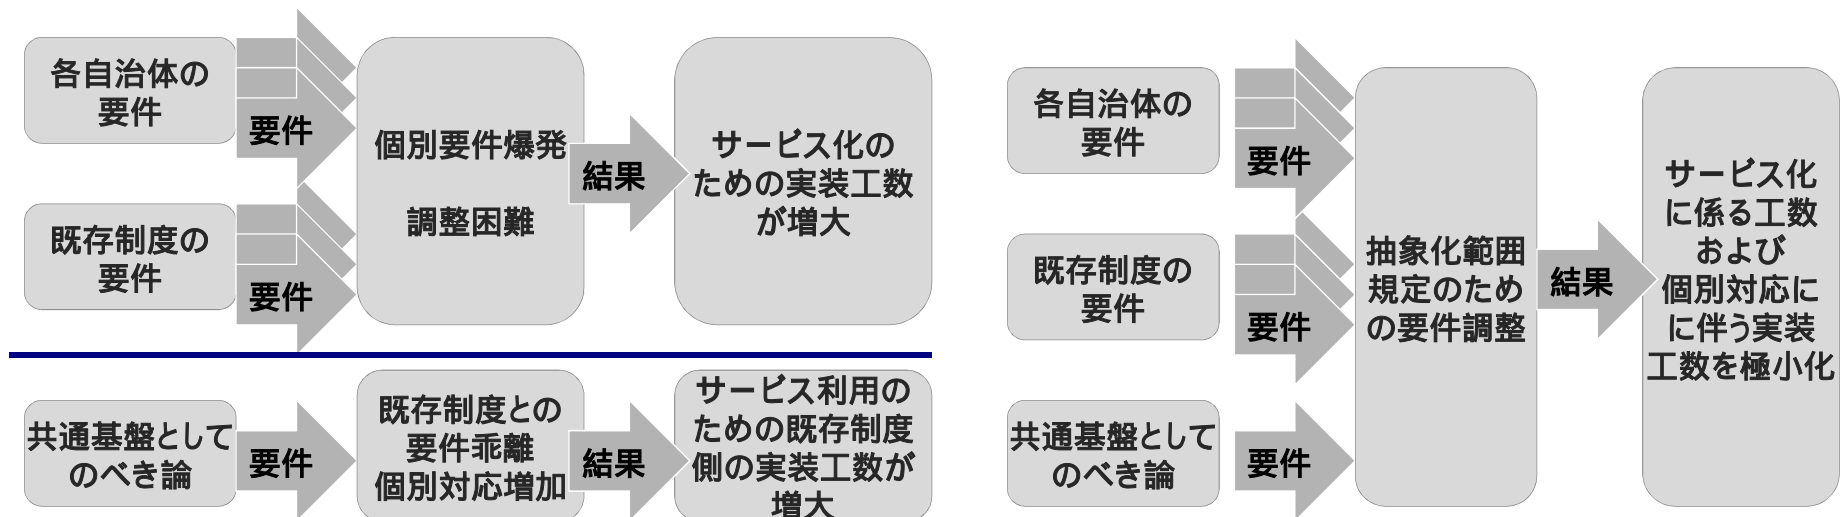 各自治体の
要件
要件
既存制度の
要件
要件
個別要件爆発
調整困難
結果
サービス化の
ための実装工数
が増大
共通基盤として
のべき論
要件
既存制度との
要件乖離
個別対応増加
結果
サービス利用の
ための既存制度
側の実装工数が
増大
各自治体の
要件
要件
既存制度の
要件
要件
共通基盤として
のべき論
要件
抽象化範囲
規定のため
の要件調整
結果
サービス化
に係る工数
および
個別対応に
に伴う実装
工数を極小化